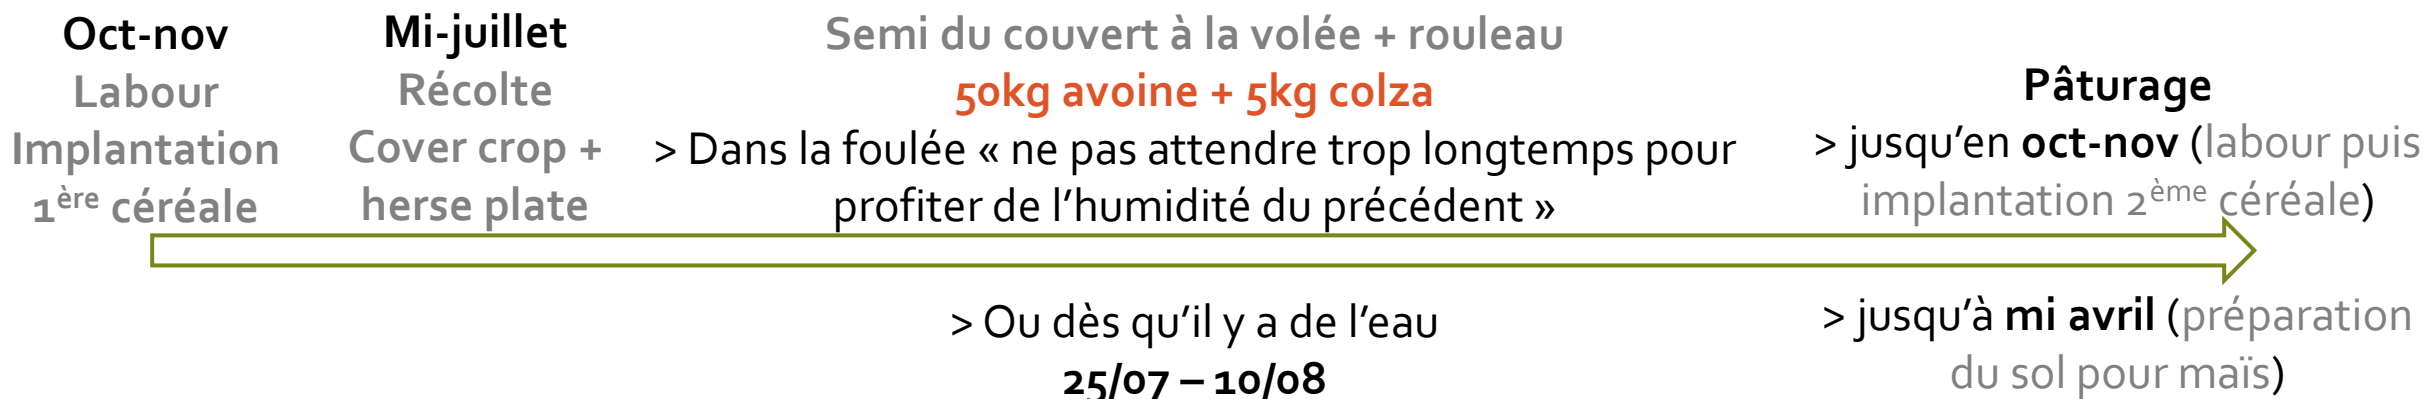 Oct-nov
Labour
Implantation
1ère céréale
Mi-juillet
Récolte
Cover crop +
herse plate
Semi du couvert à la volée + rouleau
50kg avoine + 5kg colza
> Dans la foulée « ne pas attendre trop longtemps pour
profiter de l’humidité du précédent »
> Ou dès qu’il y a de l’eau
25/07 – 10/08
Pâturage
> jusqu’en oct-nov (labour puis
implantation 2ème céréale)
> jusqu’à mi avril (préparation
du sol pour maïs)